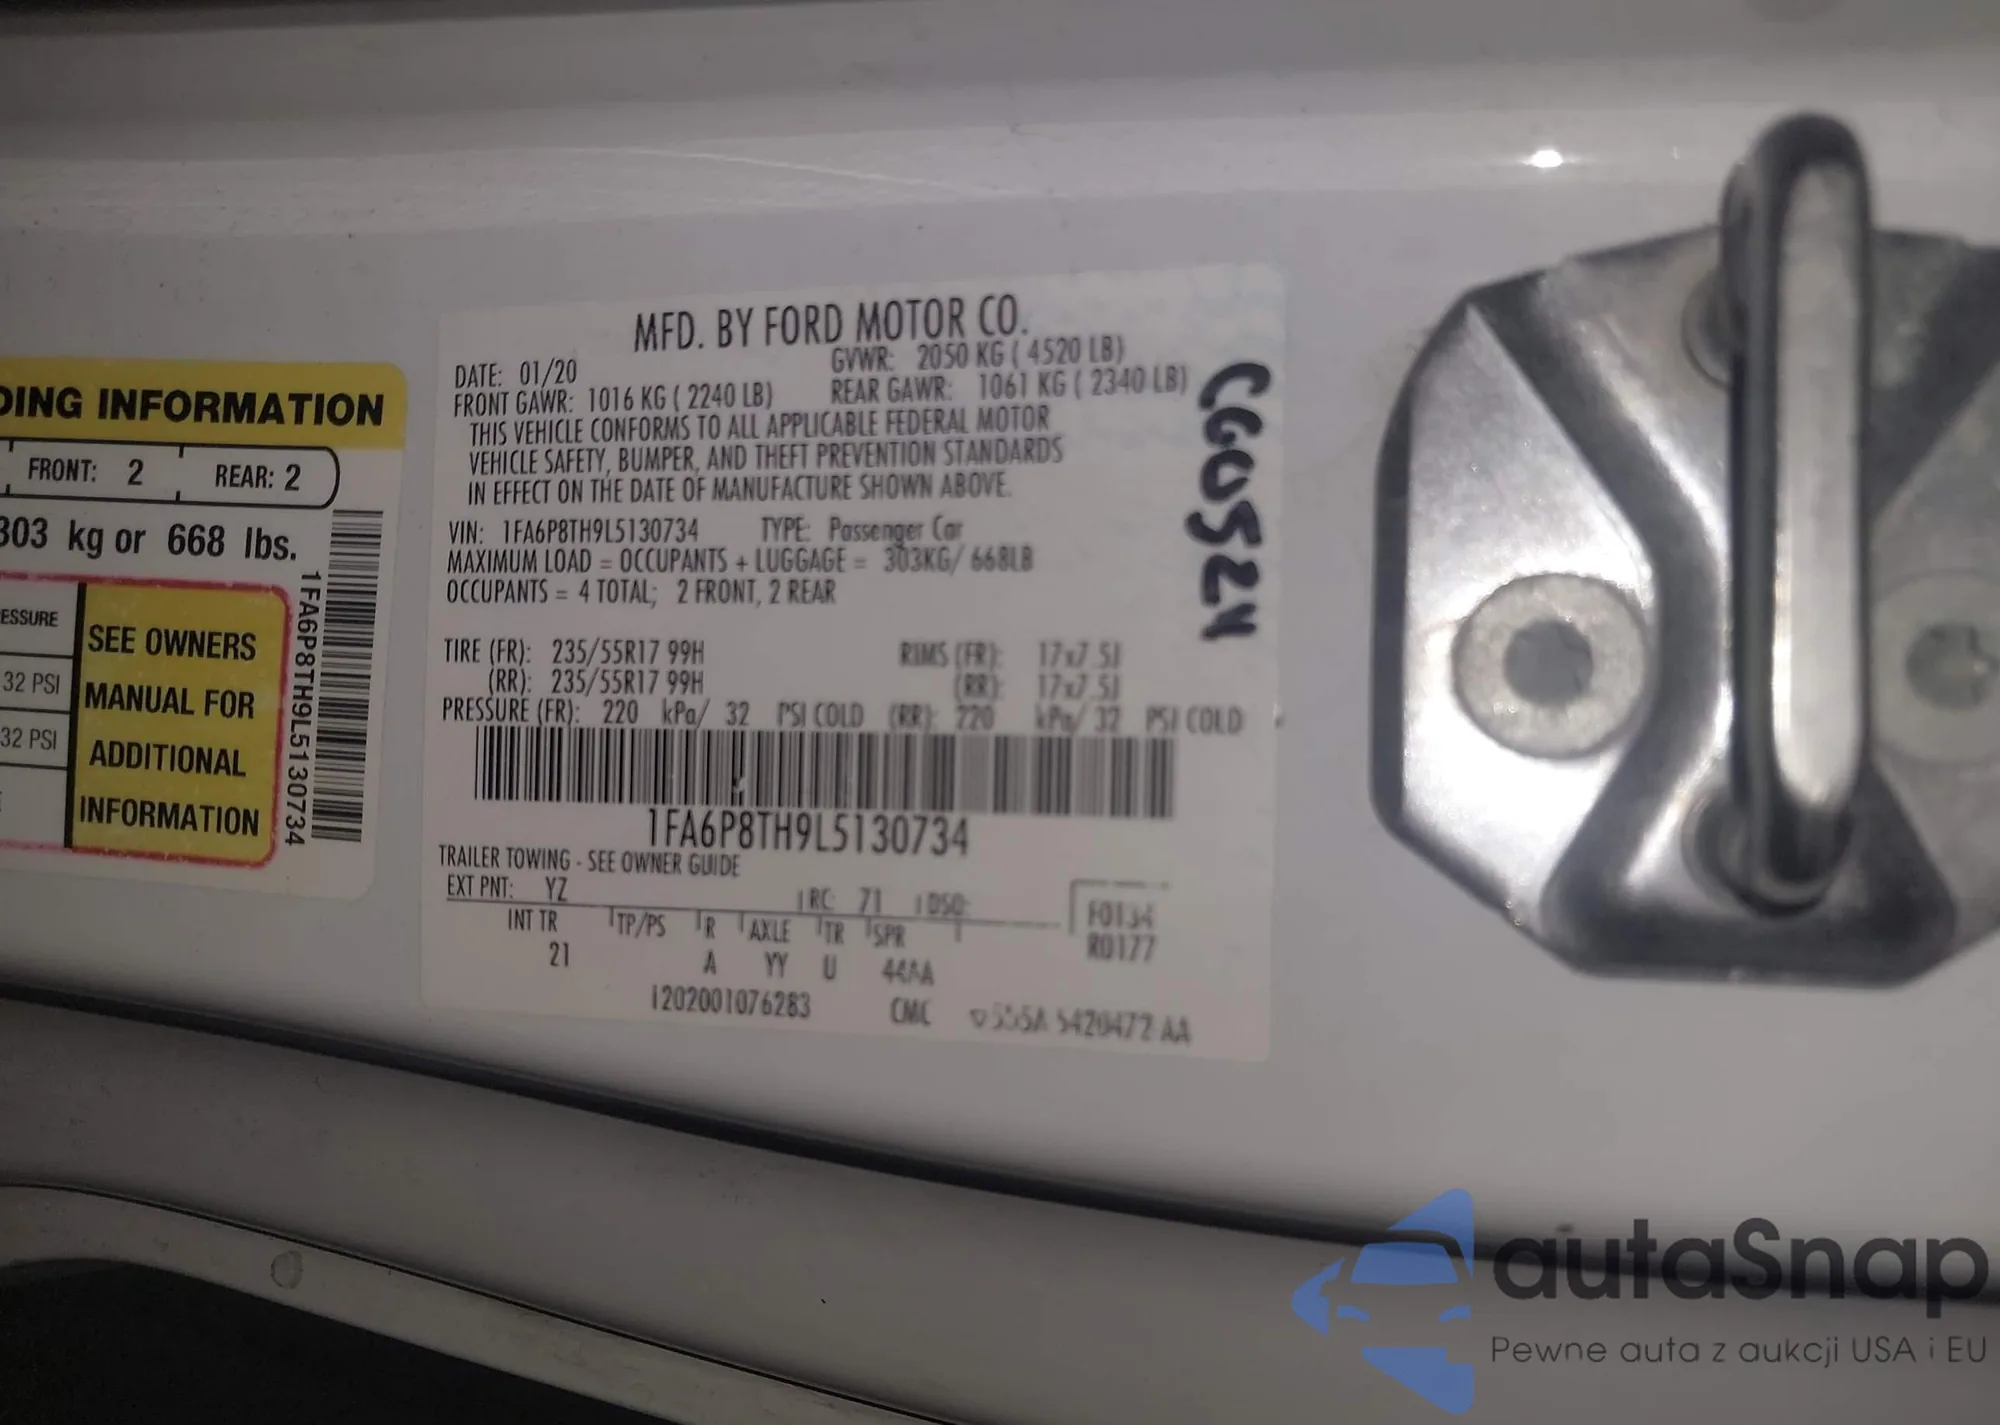 DING INFORMATION
FRONT: 2
REAR: 2
303 kg or 668 lbs.
ESSURE
32 PSI
32 PSI
SEE OWNERS
MANUAL FOR
ADDITIONAL
INFORMATION
1FA6P8TH9L5130734
MFD. BY FORD MOTOR CO.
DATE: 01/20
GVWR: 2050 KG ( 4520 LB)
FRONT GAWR: 1016 KG ( 2240 LB)
REAR GAWR: 1061 KG ( 2340 LB)
THIS VEHICLE CONFORMS TO ALL APPLICABLE FEDERAL MOTOR
VEHICLE SAFETY, BUMPER, AND THEFT PREVENTION STANDARDS
IN EFFECT ON THE DATE OF MANUFACTURE SHOWN ABOVE.
VIN: 1FA6P8TH9L5130734 TYPE: Passenger Car
MAXIMUM LOAD = OCCUPANTS + LUGGAGE = 303KG/ 668LB
OCCUPANTS = 4 TOTAL; 2 FRONT, 2 REAR
TIRE (FR): 235/55R17 99H RIMS (FR): 17x7.5J
(RR): 235/55R17 99H (RR): 17x7.5J
PRESSURE (FR): 220 kPa/ 32 PSI COLD (RR): 220 kPa/ 32 PSI COLD
1FA6P8TH9L5130734
TRAILER TOWING - SEE OWNER GUIDE
EXT PNT: YZ RC: 71 DSO:
INT TR TP/PS R AXLE TR SPR
21 A YY U 44AA
F0134
R0177
1202001076283 CMC 5420472 AA
autaSnap
Pewne auta z aukcji USA i EU